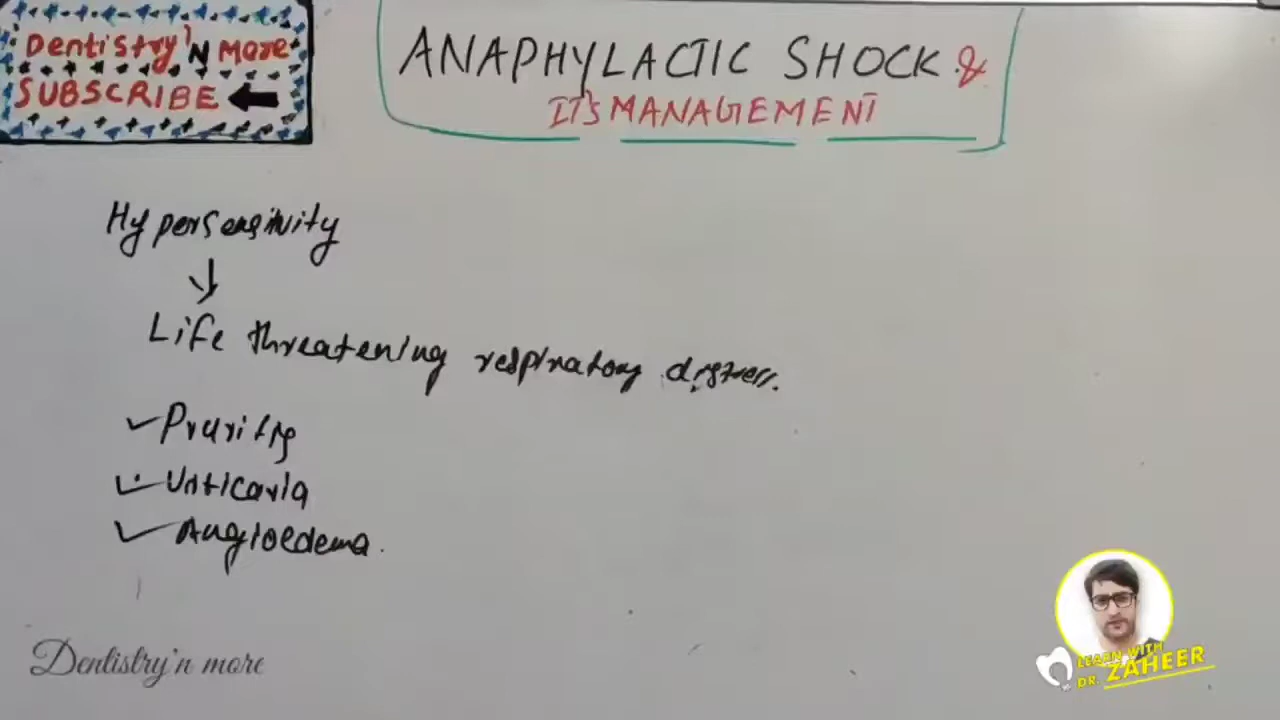 Dentistry'N More
SUBSCRIBE
ANAPHYLACTIC SHOCK &
IT'S MANAGEMENT
Hypersensivity
Life threatening respiratory distress.
Pruritis
Urticaria
Angioedema.
Dentistry'n more
LEARN WITH
DR. ZAHEER